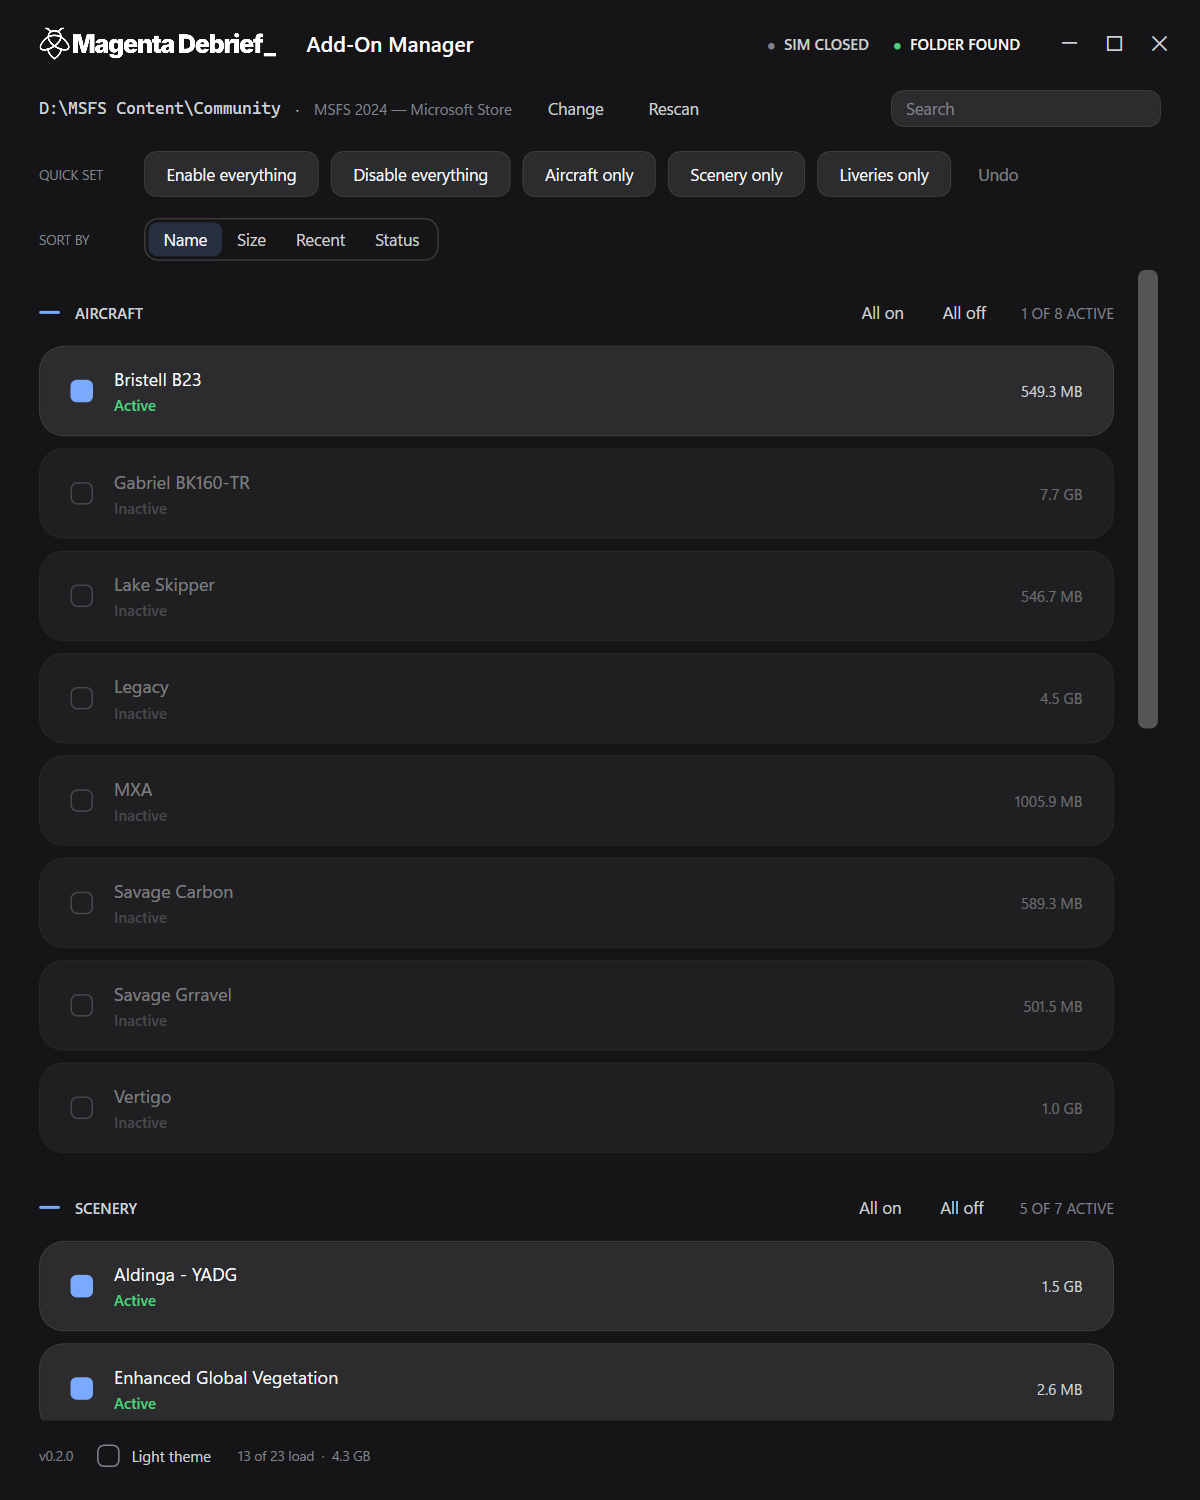 Magenta Debrief_ Add-On Manager SIM CLOSED FOLDER FOUND
D:\MSFS Content\Community · MSFS 2024 — Microsoft Store Change Rescan Search
QUICK SET Enable everything Disable everything Aircraft only Scenery only Liveries only Undo
SORT BY Name Size Recent Status
AIRCRAFT All on All off 1 OF 8 ACTIVE
Bristell B23
Active
549.3 MB
Gabriel BK160-TR
Inactive
7.7 GB
Lake Skipper
Inactive
546.7 MB
Legacy
Inactive
4.5 GB
MXA
Inactive
1005.9 MB
Savage Carbon
Inactive
589.3 MB
Savage Grravel
Inactive
501.5 MB
Vertigo
Inactive
1.0 GB
SCENERY All on All off 5 OF 7 ACTIVE
Aldinga - YADG
Active
1.5 GB
Enhanced Global Vegetation
Active
2.6 MB
v0.2.0 Light theme 13 of 23 load · 4.3 GB